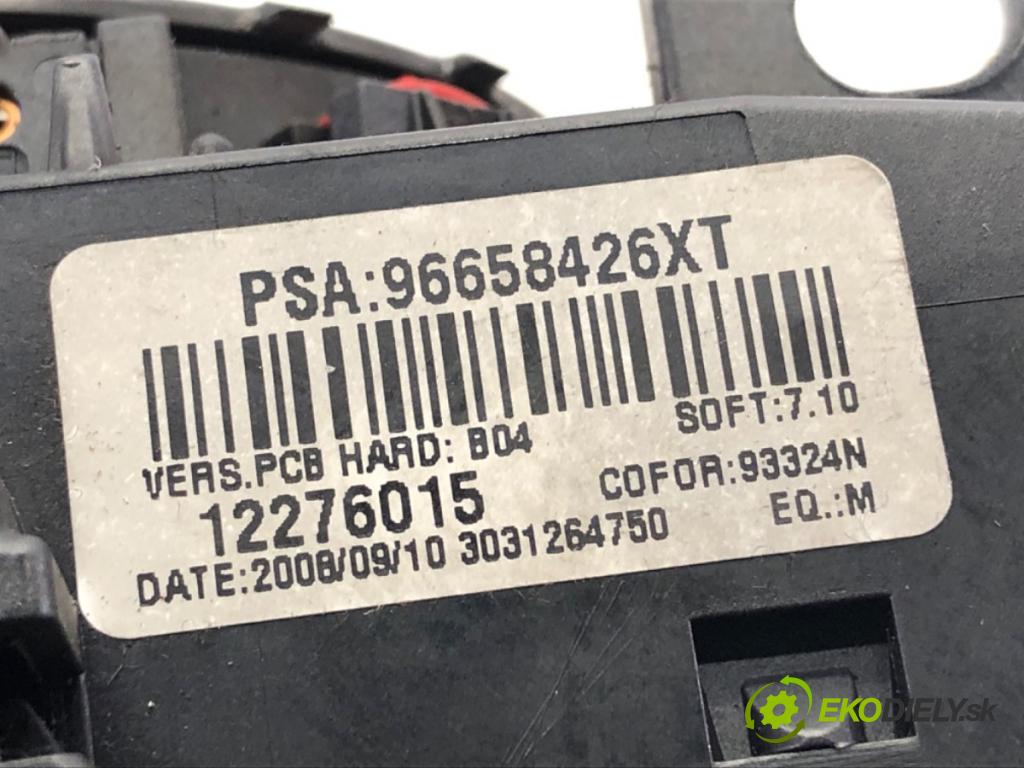 PSA:96658426XT
SOFT:7.10
VERS.PCB HARD: B04
COFOR:93324N
12276015
EQ.:M
DATE:2008/09/10 3031264750
EKODIELY.sk